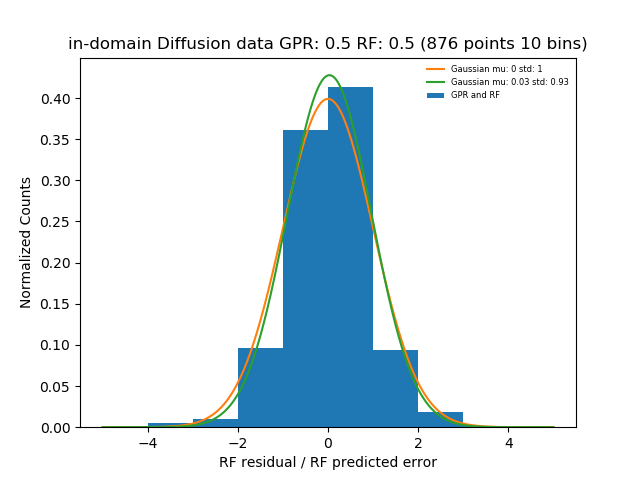 in-domain Diffusion data GPR: 0.5 RF: 0.5 (876 points 10 bins)
Gaussian mu: 0 std: 1
Gaussian mu: 0.03 std: 0.93
GPR and RF
Normalized Counts
0.40
0.35
0.30
0.25
0.20
0.15
0.10
0.05
0.00
−4 −2 0 2 4
RF residual / RF predicted error